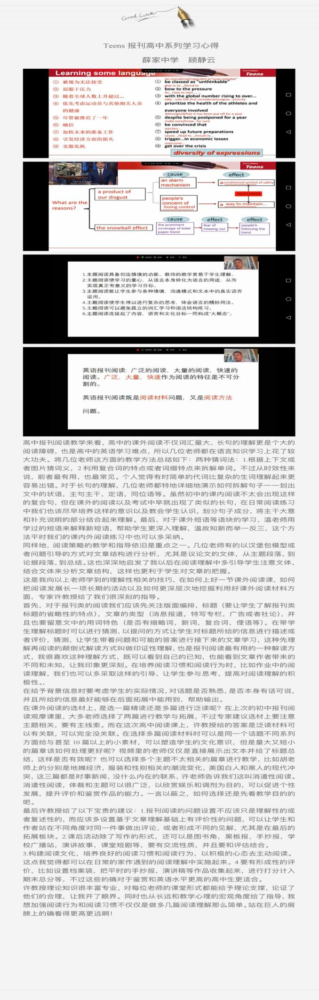 Good Luck
Teens 报刊高中系列学习心得
薛家中学 顾静云
Learning some language
21st Century
Teens
be considered/regarded as"unacceptable"
① 被视为无法接受
① be classed as "unthinkable"
give in to.../bend to
② 屈服于压力
② bow to the pressure
As...rises to over...,
③ 随着全球人数上升超过...
③ with the global number rising to over...
take...into the first consideration/give...priority
④ 优先考虑运动员与其他相关人员
的健康
④ prioritize the health of the athletes and
everyone involved
Although/While it has been put off for a year
⑤ 尽管被推迟了一年
⑤ despite being postponed for a year
make sure/know...for sure
⑥ 确信
⑥ be convinced that
quicken...
⑦ 加快未来的准备工作
⑦ speed up future preparations
cause.../lead to.../result in...
⑧ 引发经济方面的损失
⑧ trigger...in economic losses
overcome...
⑨ 克服危机
⑨ get over the crisis
diversity of expressions
21st Century
Teens
cause
effect
What are the
reasons?
a product of
our disgust
an alarm
machanism
a conditioned symbol of safety
TOILET PAPER
people's
concern of
losing control
a way to maintain...
the snowball effect
cause
effect
effect
the prominent
coverage of toilet
paper trend
fear of
missing out
people's
following the
trend
1.主题阅读具备创造情境的功能。教师的教学更易于学生理解。
2.主题阅读使学习的重心，从语言本身转化为语言的用途，从而
实现真正有意义的学习目标。
3.主题阅读能让学生参与各种情境，沟通模式和文本中的真实语言
运用。
4.主题阅读使学生得以进行复杂的思考，体会语言的精妙用法。
5.主题阅读可以避免孤立的词汇学习和语法结构练习。
6.主题阅读连接起了内容，语言和文化目标一同构成"大概念"。
英语报刊阅读: 广泛的阅读，大量的阅读，快速的
阅读。广泛，大量，快速作为阅读的特征是不可分
割的。
英语报刊阅读既是阅读材料问题，又是阅读方法
问题。
高中报刊阅读教学来看，高中的课外阅读不仅词汇量大，长句的理解更是个大的
阅读障碍，也是高中的英语学习难点，所以几位老师都在语言知识学习上花了较
大功夫。将几位老师这方面的教学方法总结如下：两种猜词法：1.根据上下文或
者图片猜词义，2 利用复合词的特点或者词缀特点来拆解单词。不过从时效性来
说，前者最有用，也最常见。个人觉得有时简单的代词比复杂的生词理解起来更
容易出错。对于长句的理解，几位老师都特地详细地演示如何拆解句子——划出
文中的状语，主句主干，定语，同位语等。虽然初中的课内阅读不太会出现这样
的复合句，但在课外的阅读以及考试中早就出现了类似的长句，在日常阅读练习
中我们也该尽早培养这样的意识以及教会学生认识，划分句子成分，将主干大意
和补充说明的部分结合起来理解。最后，对于课外短语等语块的学习，温老师用
学过的短语来解释新短语，帮助学生更深入理解，温故知新而举一反三，这个方
法平时我们的课内外阅读练习中也可以多采纳。
同样地，阅读策略的教学和指导依旧是重点之一。几位老师有的以汉堡包模型或
者问题引导的方式对文章结构进行分析，尤其是议论文的文体，从主题段落，到
论据段落，到总结。这也深深地启发了我以后在阅读理解中多引导学生注意文体，
结合文体来分析文章结构，这样也更利于学生对文章的把握。
这是我向以上老师学到的理解性相关的技巧，在如何上好一节课外阅读课，如何
把阅读发展长一项长期的活动以及如何更深层次地挖掘利用好课外阅读材料方
面，专家许教授给了我们很深刻的指导。
首先，对于报刊类的阅读我们应该先关注版面编排，标题（要让学生了解报刊类
标题的省略性的特点），文章的类型（消息报道，特写专栏，广告或者社论），并
且也要留意文中的用词特色（是否有缩略词，新词，复合词，俚语等）。在带学
生理解标题时可以进行猜测，以提问的方式让学生对标题所给的信息进行描述或
者评价，猜测，让学生带着问题和可能的答案进行接下来的文章学习，这种先理
解再阅读的颠倒式解读方式叫做印证性理解，也是报刊阅读最有用的一种解读方
式，我很喜欢这种理解方式，既可以看到自己的已知，也能看到文章作者带来的
不同和未知，让我印象更深刻。在培养阅读习惯和阅读行为时，比如作业中的阅
读理解，我们也可以多采取这样的引导，让学生参与思考，提高对阅读理解的积
极性。，
在给予背景信息时要考虑学生的实际情况，对话题是否熟悉，是否本身有话可说，
并且所给的信息最好能够在后面拓展中能用到，帮助输出。
在课外阅读的选材上，是选一篇精读还是多篇进行泛读呢？在上次的初中报刊阅
读观摩课里，大多老师选择了两篇进行教学与拓展，不过专家建议选材上要注意
主题相关，要有主线索。而在这次高中阅读课上，许教授给的答案是泛读材料可
以有关联，可以完全没关联。在选择多篇阅读材料时可以是同一个话题不同系列
方面给与甚至 10 篇以上的小素材，可以塑造学生的文化意识，但是量大又短小
的篇章该如何处理更好呢？视频里的老师仅仅是直接展示出文本并给了标题总
结，这样是否有效呢？也可以选择多个主题不太相关的篇章进行教学，比如胡老
师上的分别是地摊经济，服装和性别相关的潮流变化，美国白人和黑人的现代冲
突，这三篇都是时事新闻，没什么内在的联系，许老师告诉我们这叫消遣性阅读。
消遣性阅读，体裁和主题可以很广泛，以欣赏娱乐和调剂为目的，可以促进个性
发展，提升评价和鉴赏作品的能力。一言以蔽之，如何选择还是先看教学目的的
吧。
最后许教授给了以下宝贵的建议：1.报刊阅读的问题设置不应该只是理解性的或
者复述性的，而应该多设置基于文章理解基础上有评价性的问题，可以让学生和
作者站在不同角度对同一件事做出评论，或者形成不同的见解，尤其是在最后的
拓展板块。2.课后活动除了写作的形式，还可以是图书角，黑板报，手抄报，学
校广播站，演讲故事，课堂短剧等，要有交流性质，并且要和评估结合。
3.构建阅读文化，培养良好的阅读习惯和阅读行为，以积极的心态去主动阅读。
这点我觉得都可以在日常的家作遇到的阅读理解中实施起来。4 要有形成性的评
价，比如设置档案袋，把平时的手抄报，演讲稿等作品收集起来，进行打分计入
期末总分等，不过这些的确对于鉴赏和英语水平更高的高中生更适合。
许教授理论知识很丰富专业，对每位老师的课堂形式都能给予理论支撑，论证了
他们的合理，让我开了眼界。同时也从长远和教学心理的宏观角度给了指导，我
想加强阅读行为和阅读习惯不仅仅是做多几篇阅读理解那么简单。站在巨人的肩
膀上的确看得更高更远啊！